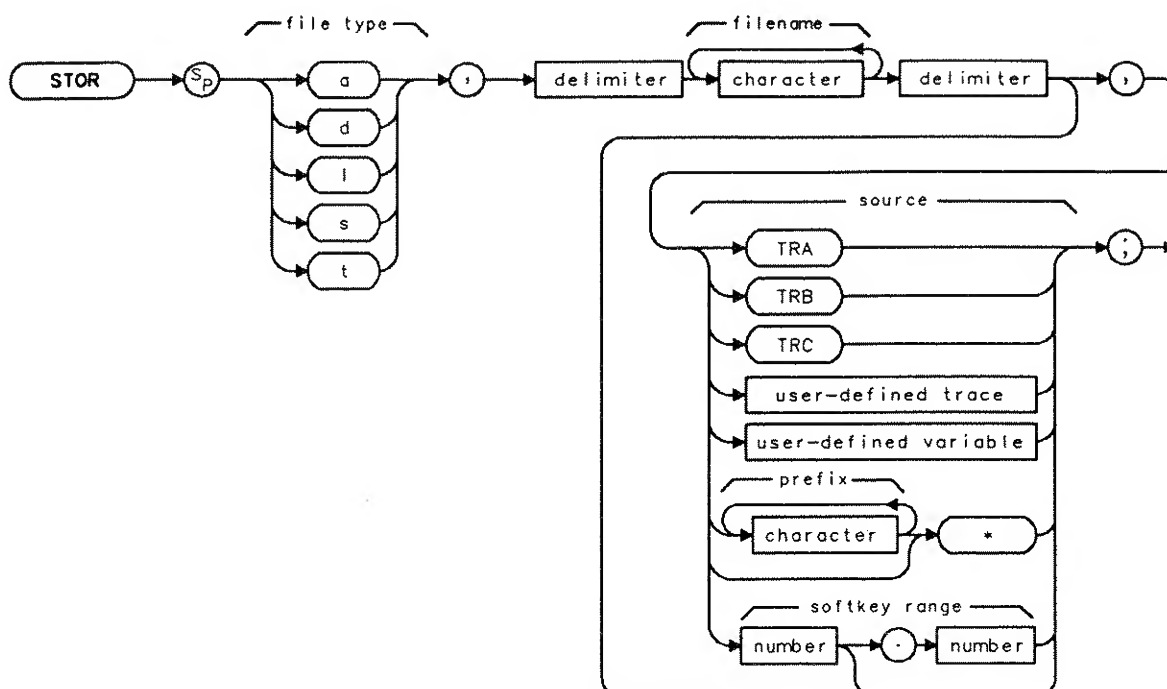 file type
filename
STOR
SP
a
,
delimiter
character
delimiter
,
d
l
s
t
source
TRA
;
TRB
TRC
user-defined trace
user-defined variable
prefix
character
*
softkey range
number
.
number